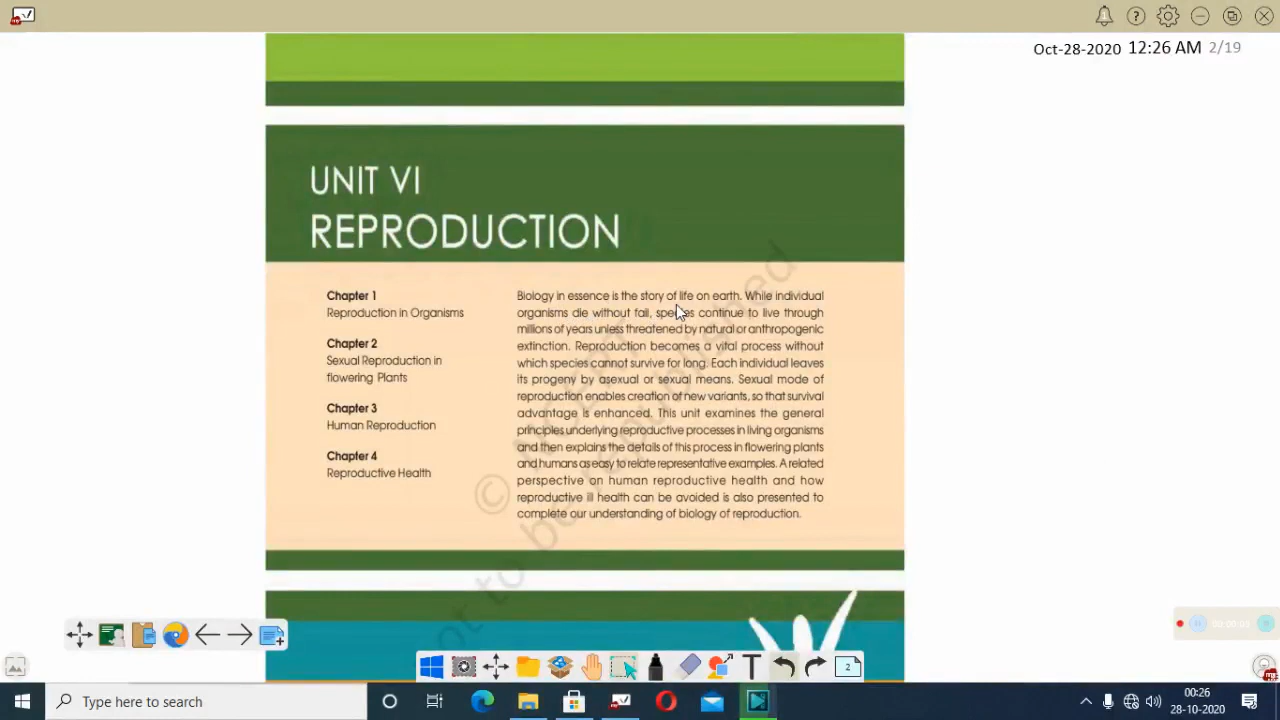 Oct-28-2020 12:26 AM 2/19
UNIT VI
REPRODUCTION
Chapter 1
Reproduction in Organisms
Chapter 2
Sexual Reproduction in
flowering Plants
Chapter 3
Human Reproduction
Chapter 4
Reproductive Health
Biology in essence is the story of life on earth. While individual
organisms die without fail, species continue to live through
millions of years unless threatened by natural or anthropogenic
extinction. Reproduction becomes a vital process without
which species cannot survive for long. Each individual leaves
its progeny by asexual or sexual means. Sexual mode of
reproduction enables creation of new variants, so that survival
advantage is enhanced. This unit examines the general
principles underlying reproductive processes in living organisms
and then explains the details of this process in flowering plants
and humans as easy to relate representative examples. A related
perspective on human reproductive health and how
reproductive ill health can be avoided is also presented to
complete our understanding of biology of reproduction.
T
2
Type here to search
00:26
28-10-2020